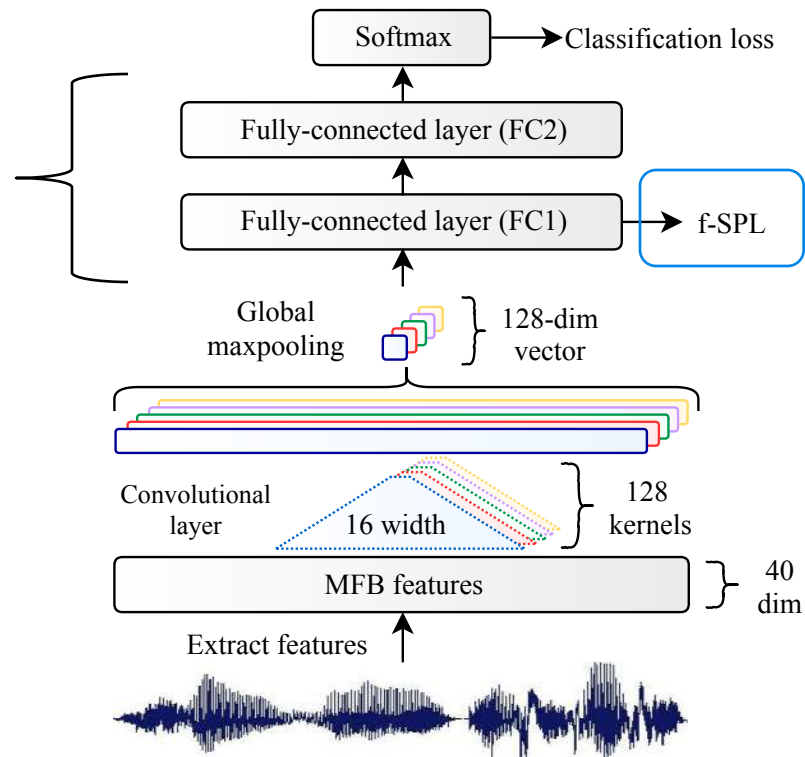 Softmax
Classification loss
Fully-connected layer (FC2)
Fully-connected layer (FC1)
f-SPL
Global
maxpooling
128-dim
vector
Convolutional
layer
16 width
128
kernels
MFB features
40
dim
Extract features